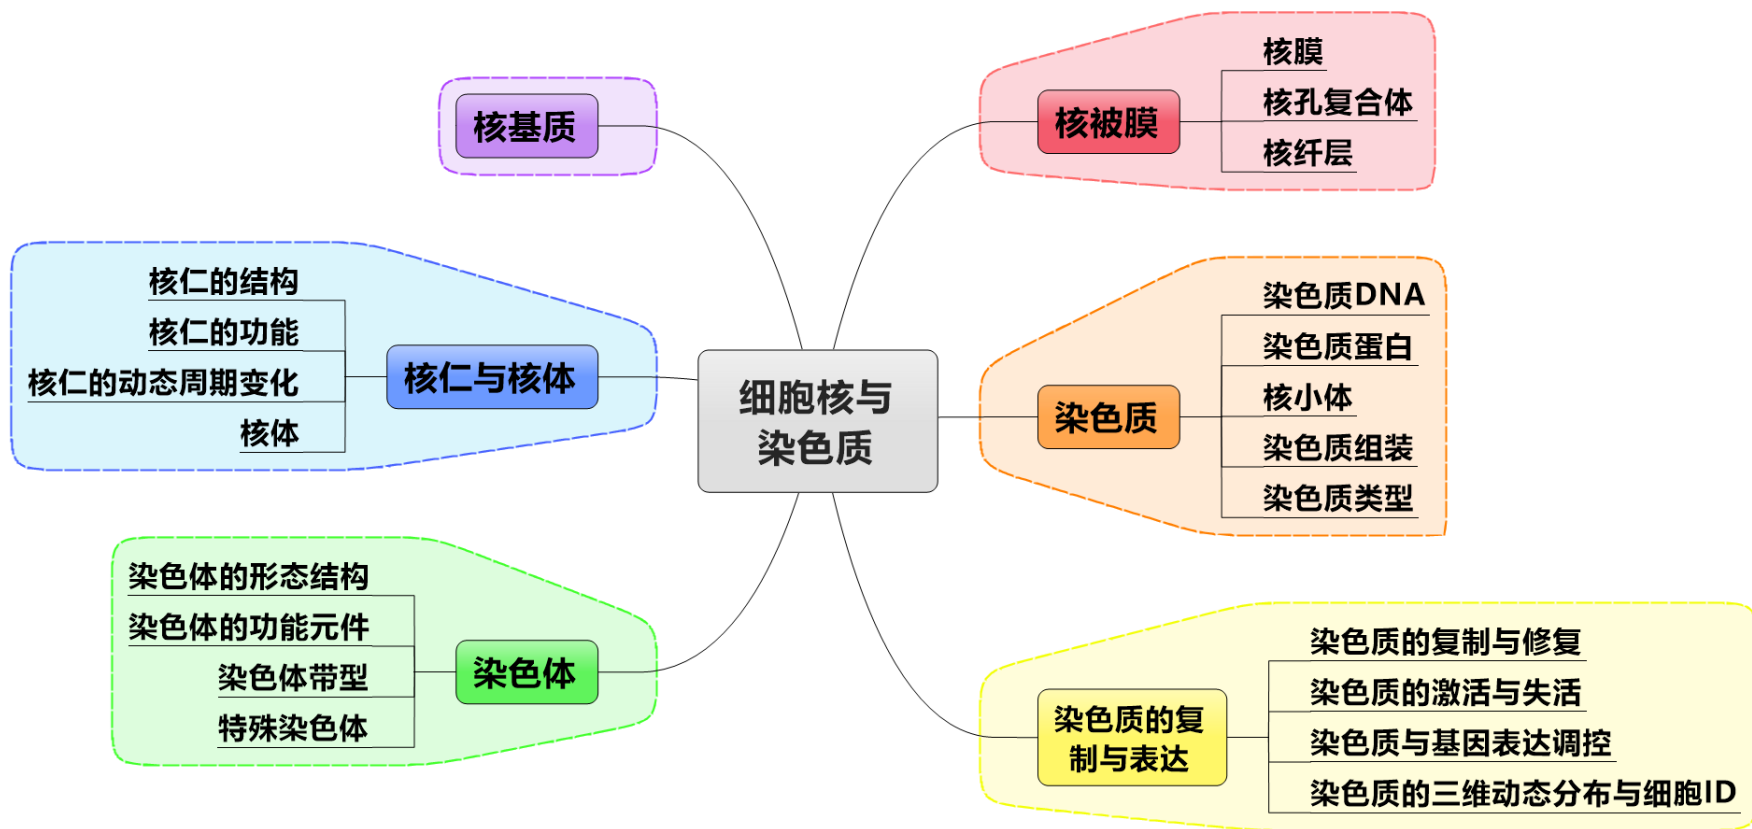 细胞核与
染色质
核被膜
核膜
核孔复合体
核纤层
染色质
染色质DNA
染色质蛋白
核小体
染色质组装
染色质类型
染色质的复
制与表达
染色质的复制与修复
染色质的激活与失活
染色质与基因表达调控
染色质的三维动态分布与细胞ID
核基质
核仁与核体
核仁的结构
核仁的功能
核仁的动态周期变化
核体
染色体
染色体的形态结构
染色体的功能元件
染色体带型
特殊染色体